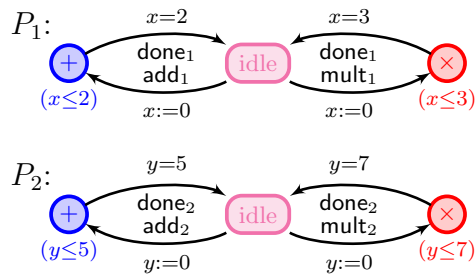 P₁:
x=2 x=3
done₁ done₁
+ idle ×
add₁ mult₁
(x≤2) x:=0 x:=0 (x≤3)
P₂:
y=5 y=7
done₂ done₂
+ idle ×
add₂ mult₂
(y≤5) y:=0 y:=0 (y≤7)